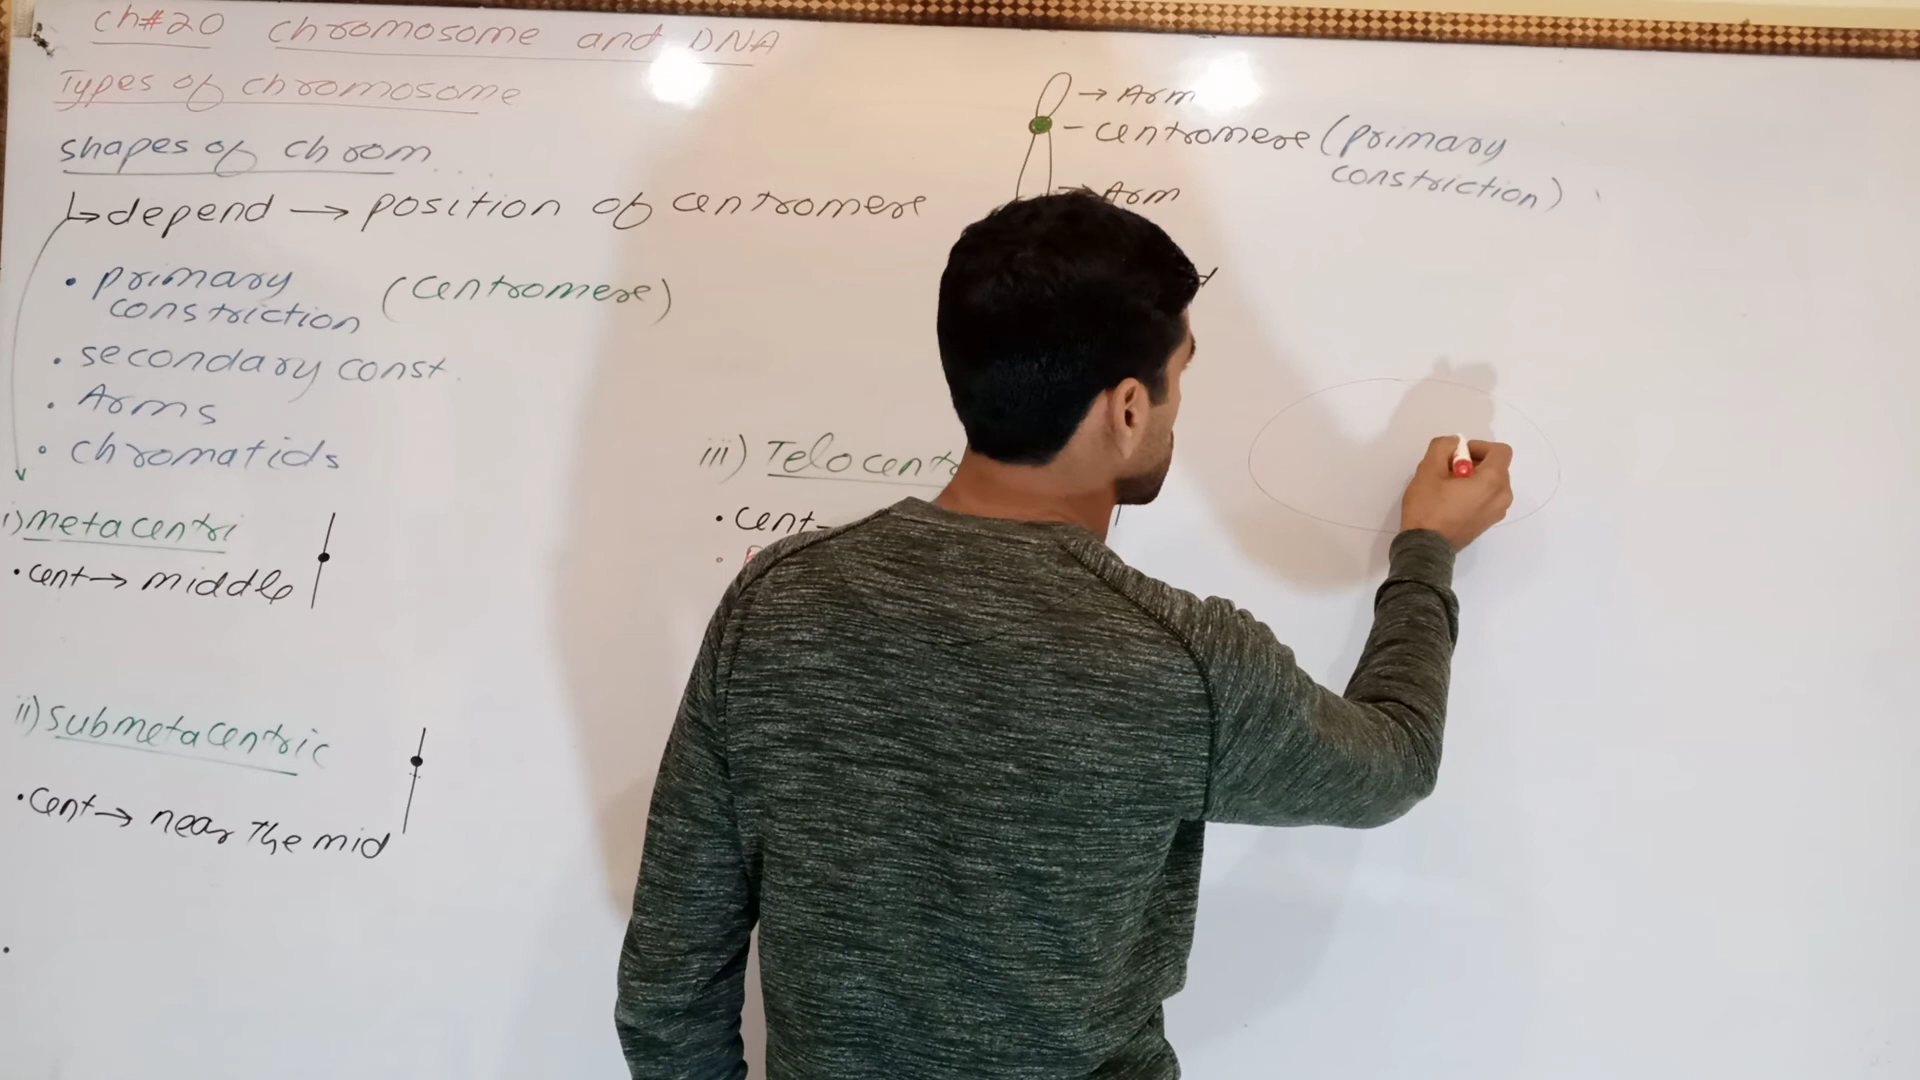 ch#20 chromosome and DNA
Types of chromosome
shapes of chrom....
↳depend → position of centromere
• primary (centromere)
constriction
• secondary const.
• Arms
• chromatids
i) metacentri
• cent → middle
ii) submetacentric
• cent → near the mid
iii) Telocent
• cent
→ Arm
- centromere (primary
constriction)
→ Arm